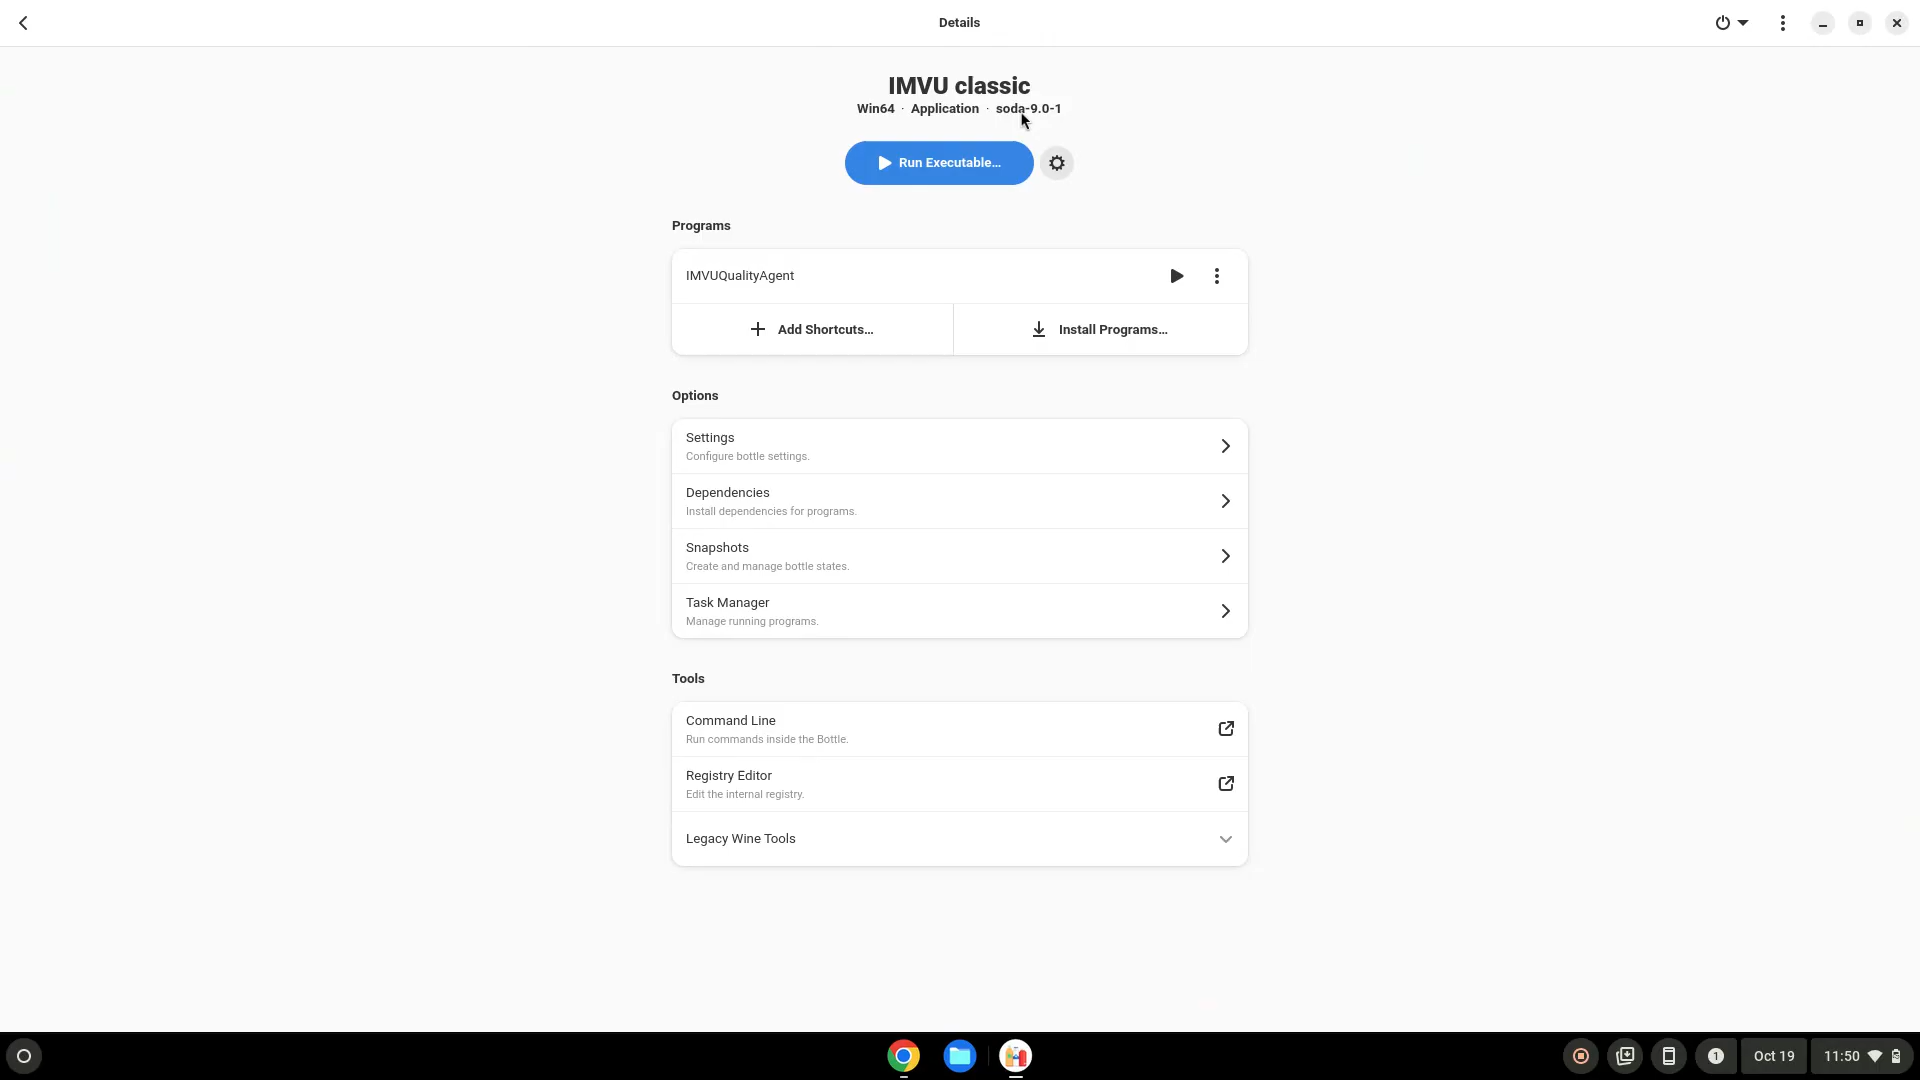 Details
IMVU classic
Win64 · Application · soda-9.0-1
Run Executable...
Programs
IMVUQualityAgent
Add Shortcuts...
Install Programs...
Options
Settings
Configure bottle settings.
Dependencies
Install dependencies for programs.
Snapshots
Create and manage bottle states.
Task Manager
Manage running programs.
Tools
Command Line
Run commands inside the Bottle.
Registry Editor
Edit the internal registry.
Legacy Wine Tools
1
Oct 19
11:50